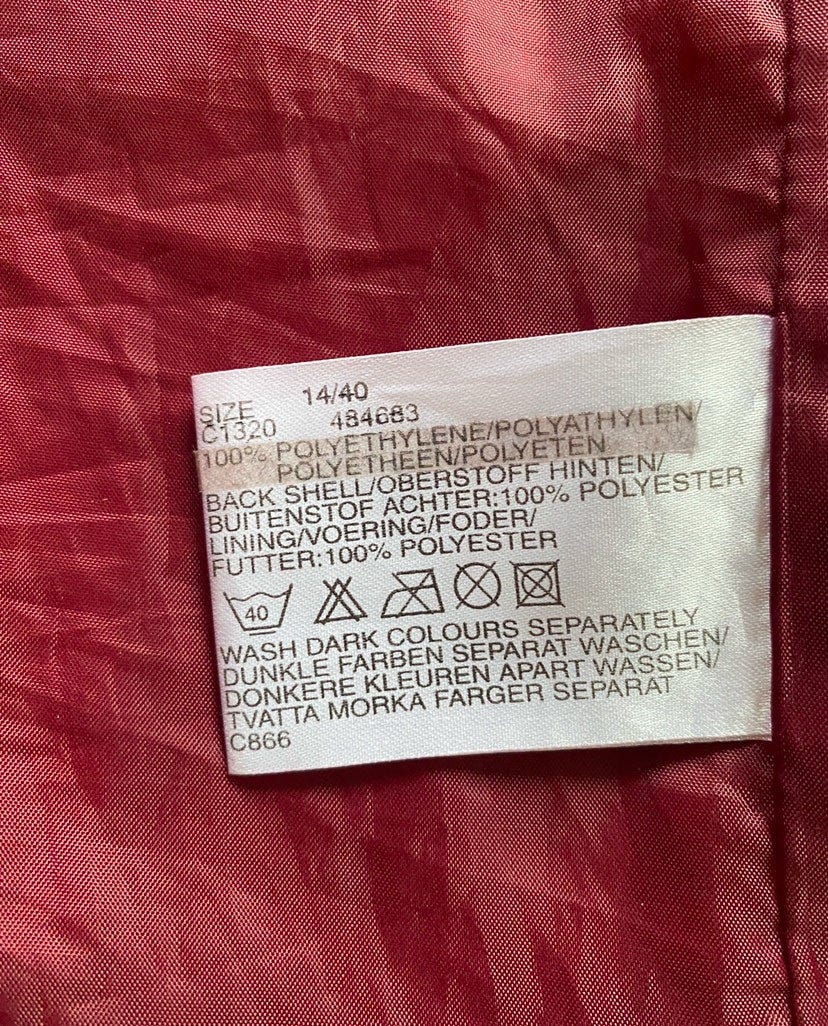 SIZE 14/40
C1320 484683
100% POLYETHYLENE/POLYATHYLEN/
POLYETHEEN/POLYETEN
BACK SHELL/OBERSTOFF HINTEN/
BUITENSTOF ACHTER:100% POLYESTER
LINING/VOERING/FODER/
FUTTER:100% POLYESTER
40
WASH DARK COLOURS SEPARATELY
DUNKLE FARBEN SEPARAT WASCHEN/
DONKERE KLEUREN APART WASSEN/
TVATTA MORKA FARGER SEPARAT
C866